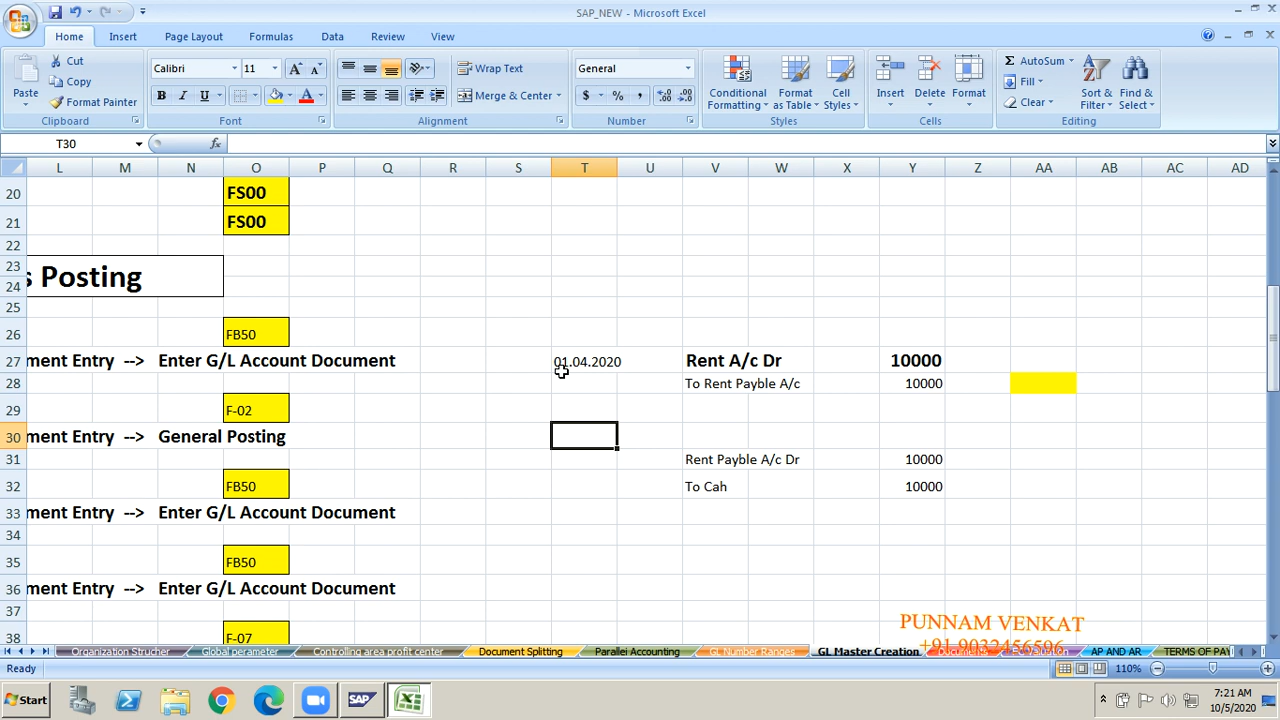 SAP_NEW - Microsoft Excel
Home Insert Page Layout Formulas Data Review View
Paste
Cut
Copy
Format Painter
Clipboard
Calibri 11
B I U
Font
Wrap Text
Merge & Center
Alignment
General
$ % ,
Number
Conditional Formatting
Format as Table
Cell Styles
Styles
Insert Delete Format
Cells
AutoSum
Fill
Clear
Sort & Filter
Find & Select
Editing
T30
L M N O P Q R S T U V W X Y Z AA AB AC AD
20 FS00
21 FS00
22
23
24 s Posting
25
26 FB50
27 ment Entry --> Enter G/L Account Document 01.04.2020 Rent A/c Dr 10000
28 To Rent Payble A/c 10000
29 F-02
30 ment Entry --> General Posting
31 Rent Payble A/c Dr 10000
32 FB50 To Cah 10000
33 ment Entry --> Enter G/L Account Document
34
35 FB50
36 ment Entry --> Enter G/L Account Document
37
38 F-07
PUNNAM VENKAT
+91 9032456596
Organization Strucher Global perameter Controlling area profit center Document Splitting Parallel Accounting GL Number Ranges GL Master Creation AP AND AR TERMS OF PAY
Ready
110%
Start
SAP
7:21 AM
10/5/2020